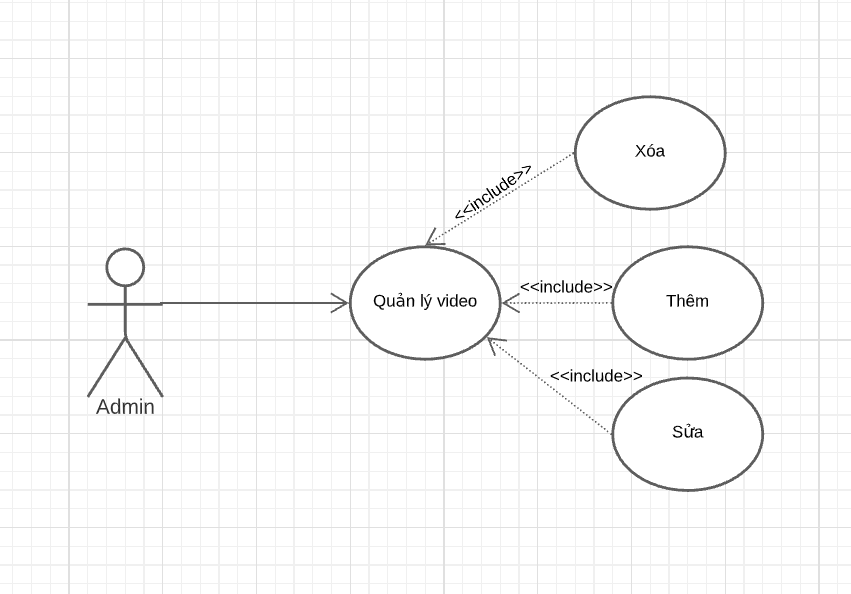 Xóa
<<include>>
<<include>>
Quản lý video
Thêm
<<include>>
Admin
Sửa